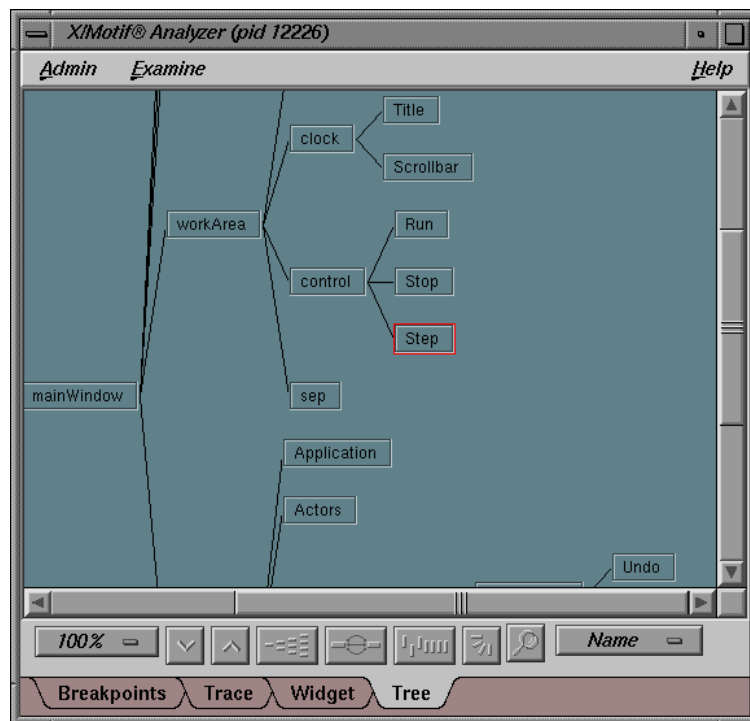 X/Motif® Analyzer (pid 12226)
Admin Examine Help
Title
clock
Scrollbar
workArea
Run
control
Stop
Step
mainWindow
sep
Application
Actors
Undo
100%
Name
Breakpoints Trace Widget Tree